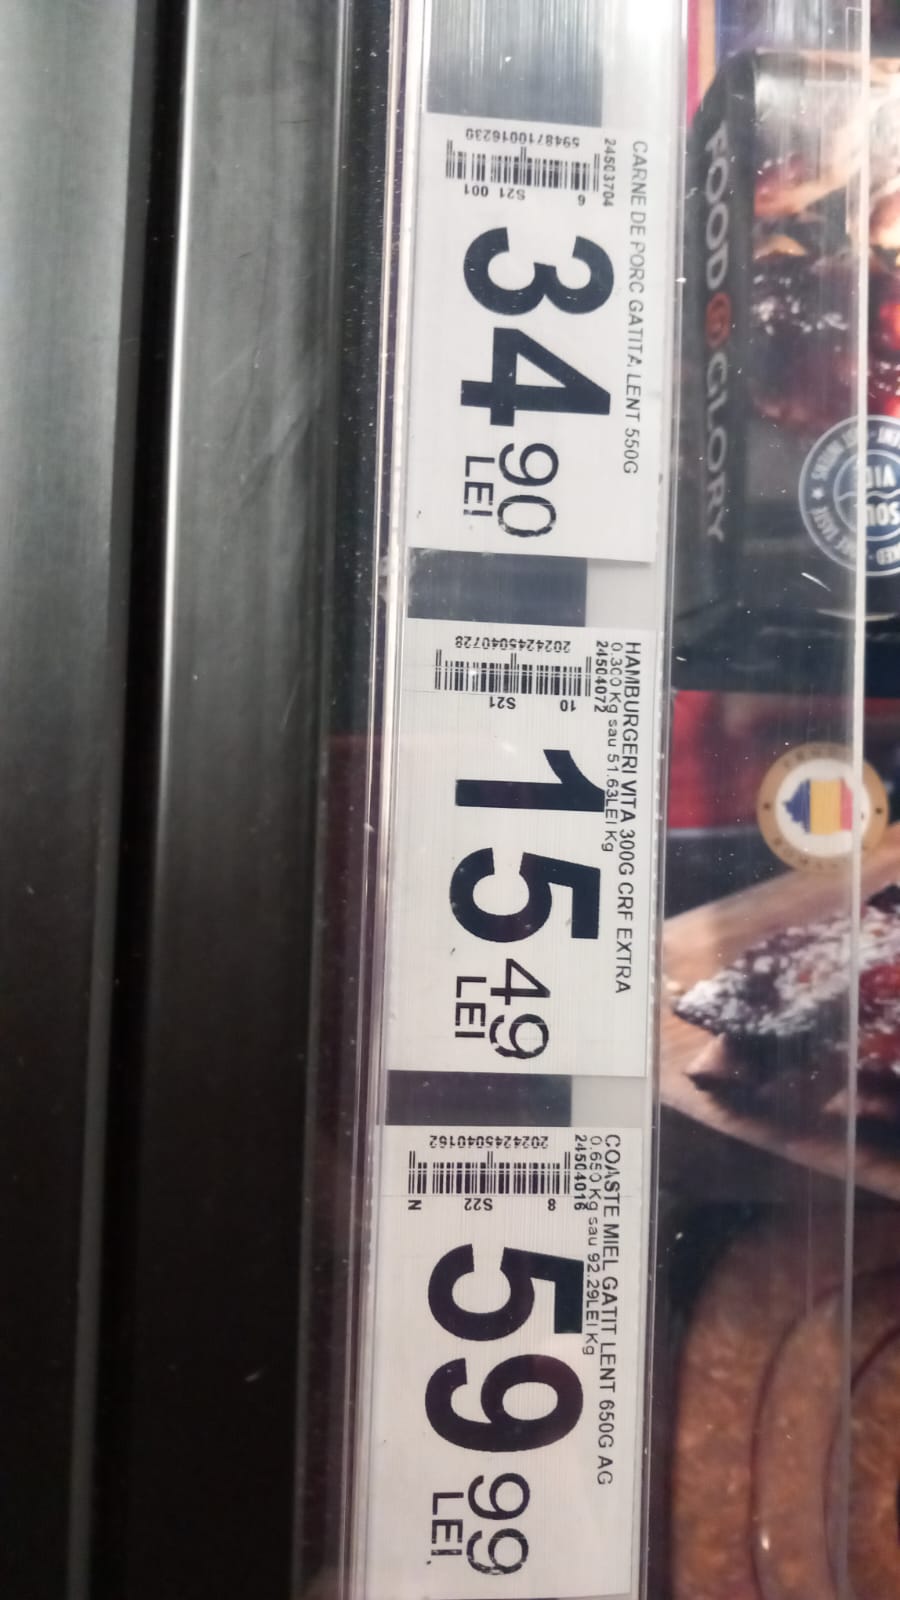 CARNE DE PORC GATITA LENT 550G
24503704
5948710016230
6 S21 001
34 90
LEI
HAMBURGERI VITA 300G CRF EXTRA
0.300 Kg sau 51.63LEI Kg
24504072
2024245040728
10 S21
15 49
LEI
COASTE MIEL GATIT LENT 650G AG
0.650 Kg sau 92.29LEI Kg
24504016
2024245040162
8 S22 N
59 99
LEI
FOOD GLORY